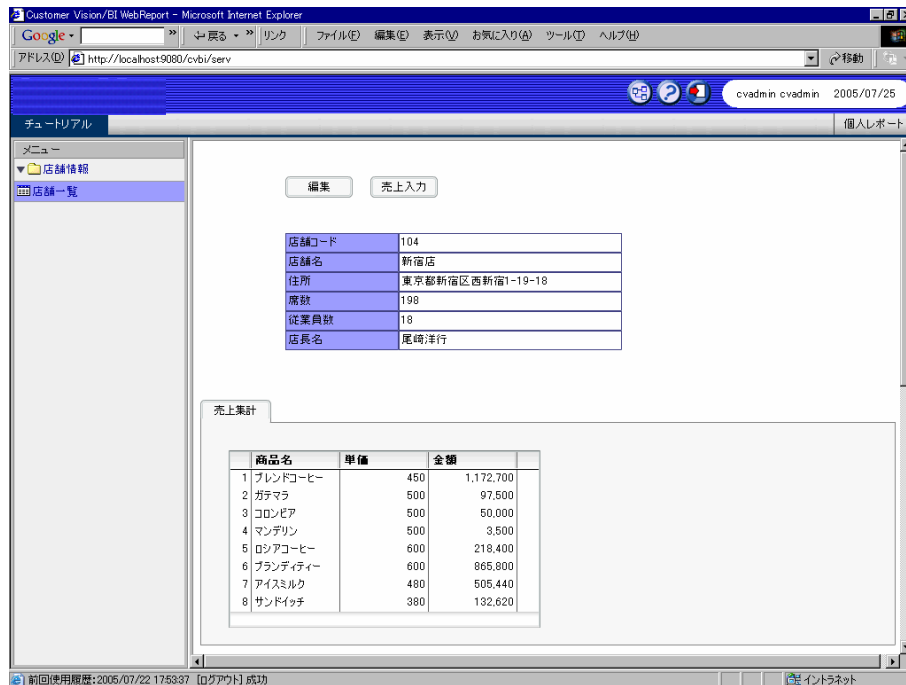 Customer Vision/BI WebReport - Microsoft Internet Explorer
Google » 戻る » リンク ファイル(F) 編集(E) 表示(V) お気に入り(A) ツール(T) ヘルプ(H)
アドレス(D) http://localhost:9080/cvbi/serv 移動
cvadmin cvadmin 2005/07/25
チュートリアル 個人レポート
メニュー
店舗情報
店舗一覧
編集 売上入力
店舗コード 104
店舗名 新宿店
住所 東京都新宿区西新宿1-19-18
席数 198
従業員数 18
店長名 尾崎洋行
売上集計
商品名 単価 金額
1 ブレンドコーヒー 450 1,172,700
2 ガテマラ 500 97,500
3 コロンビア 500 50,000
4 マンデリン 500 3,500
5 ロシアコーヒー 600 218,400
6 ブランディティー 600 865,800
7 アイスミルク 480 505,440
8 サンドイッチ 380 132,620
前回使用履歴:2005/07/22 17:53:37 [ログアウト] 成功 イントラネット